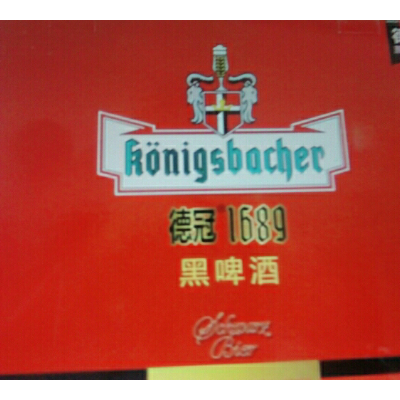 Königsbacher
德冠 1689
黑啤酒
Schwarz
Bier